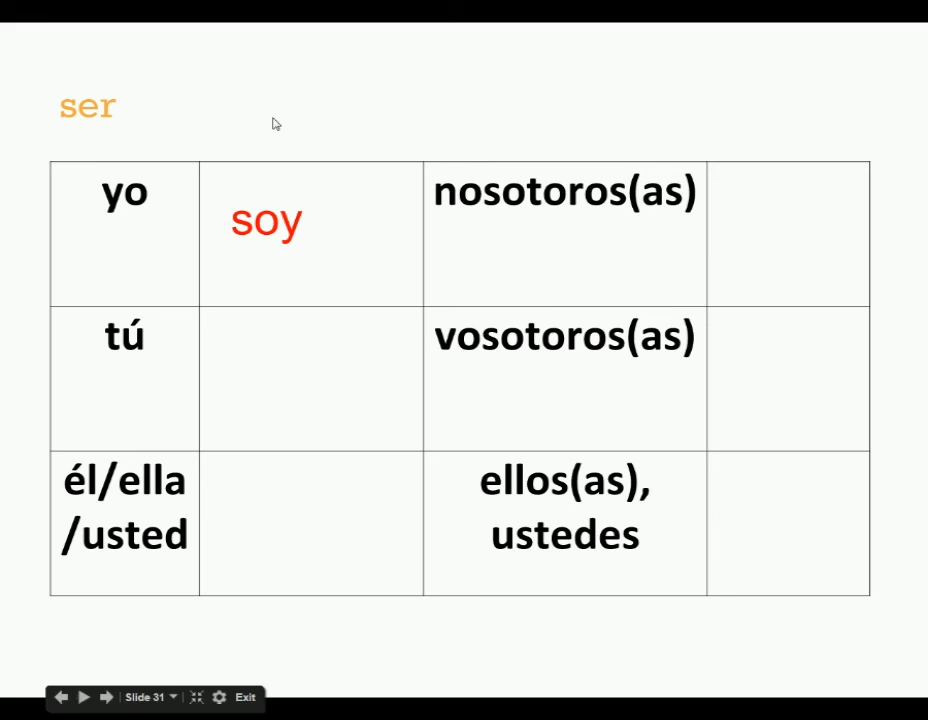 ser
yo
soy
nosotoros(as)
tú
vosotoros(as)
él/ella
/usted
ellos(as),
ustedes
Slide 31
Exit